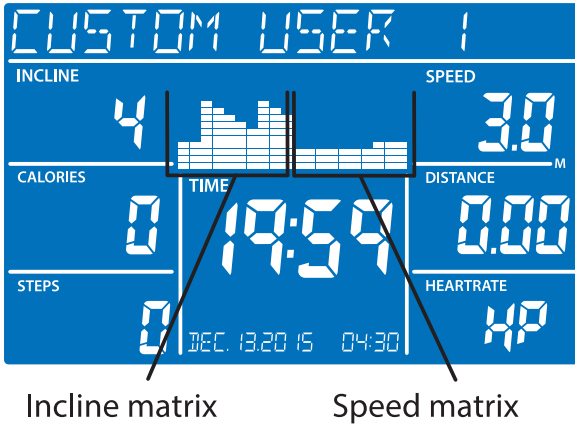 CUSTOM USER 1
INCLINE
4
SPEED
3.0
M
CALORIES
0
TIME
19:59
DISTANCE
0.00
STEPS
0
DEC. 13.2015 04:30
HEARTRATE
HP
Incline matrix
Speed matrix